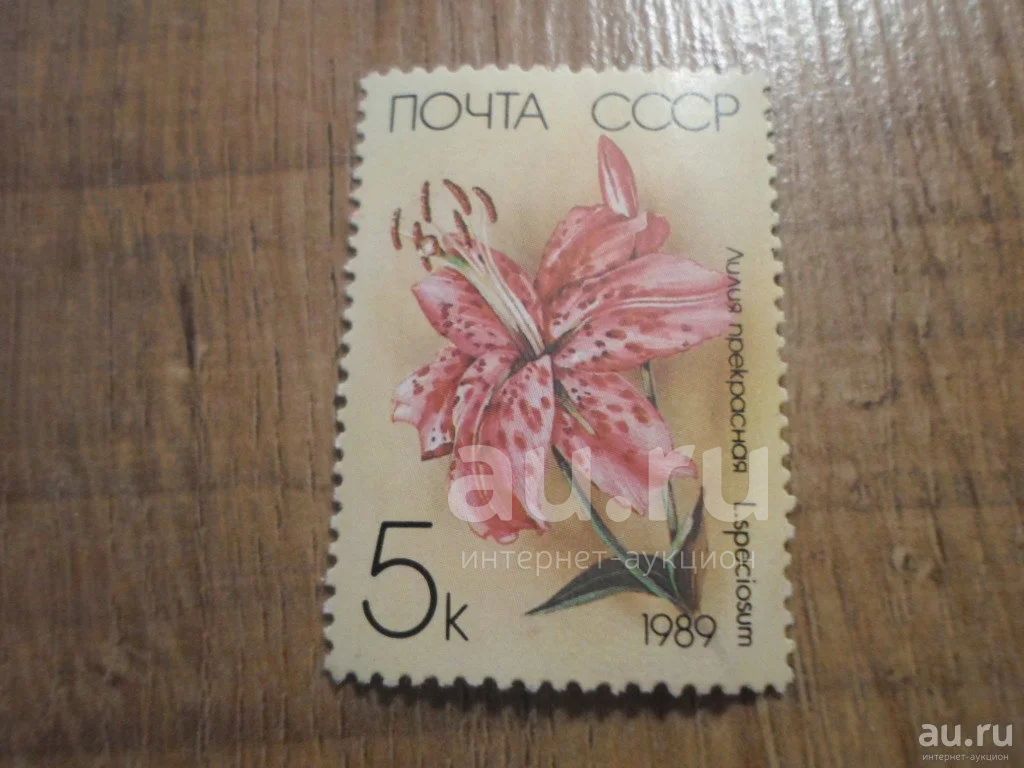 ПОЧТА СССР
Лилия прекрасная L.speciosum
au.ru
интернет-аукцион
5к
1989
au.ru
интернет-аукцион